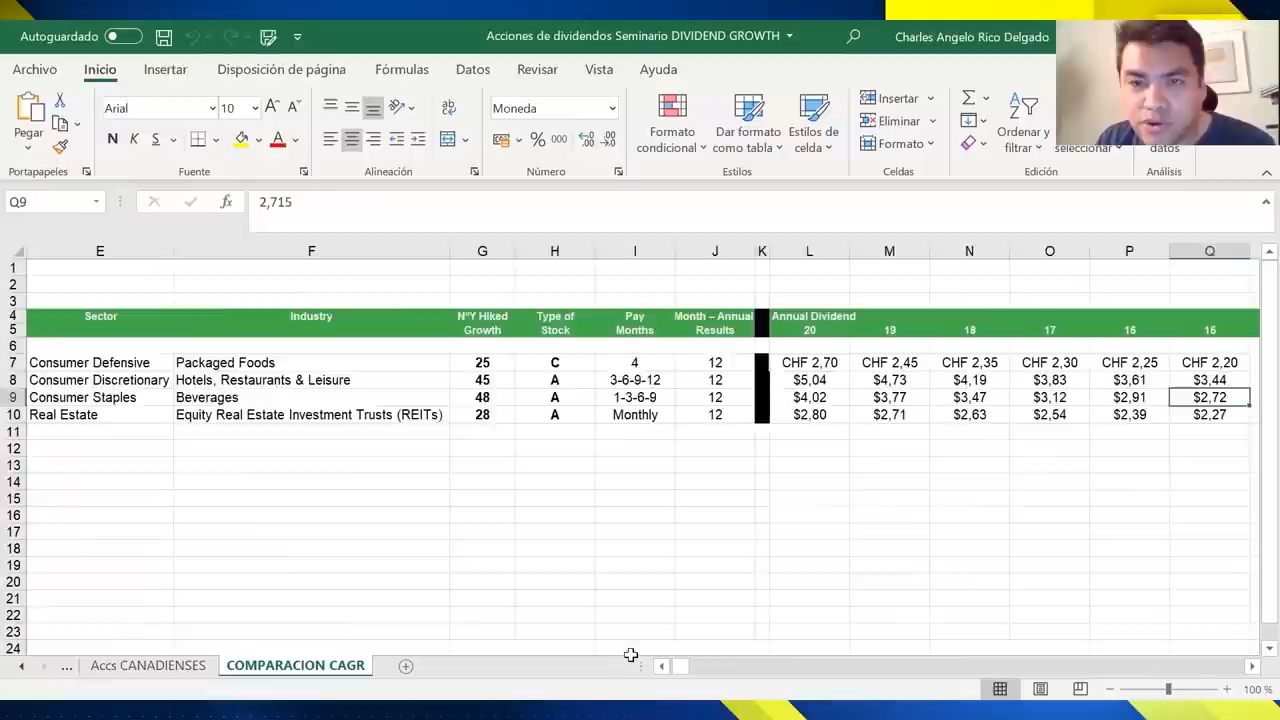 Autoguardado
Acciones de dividendos Seminario DIVIDEND GROWTH
Charles Angelo Rico Delgado
Archivo Inicio Insertar Disposición de página Fórmulas Datos Revisar Vista Ayuda
Pegar
Arial 10
N K S
Moneda
% 000
Formato condicional
Dar formato como tabla
Estilos de celda
Insertar
Eliminar
Formato
Ordenar y filtrar
seleccionar
datos
Portapapeles Fuente Alineación Número Estilos Celdas Edición Análisis
Q9 fx 2,715
E F G H I J K L M N O P Q
1
2
3
4 Sector Industry NºY Hiked Type of Pay Month – Annual Annual Dividend
5 Growth Stock Months Results 20 19 18 17 16 15
6
7 Consumer Defensive Packaged Foods 25 C 4 12 CHF 2,70 CHF 2,45 CHF 2,35 CHF 2,30 CHF 2,25 CHF 2,20
8 Consumer Discretionary Hotels, Restaurants & Leisure 45 A 3-6-9-12 12 $5,04 $4,73 $4,19 $3,83 $3,61 $3,44
9 Consumer Staples Beverages 48 A 1-3-6-9 12 $4,02 $3,77 $3,47 $3,12 $2,91 $2,72
10 Real Estate Equity Real Estate Investment Trusts (REITs) 28 A Monthly 12 $2,80 $2,71 $2,63 $2,54 $2,39 $2,27
11
12
13
14
15
16
17
18
19
20
21
22
23
24
... Accs CANADIENSES COMPARACION CAGR
100 %